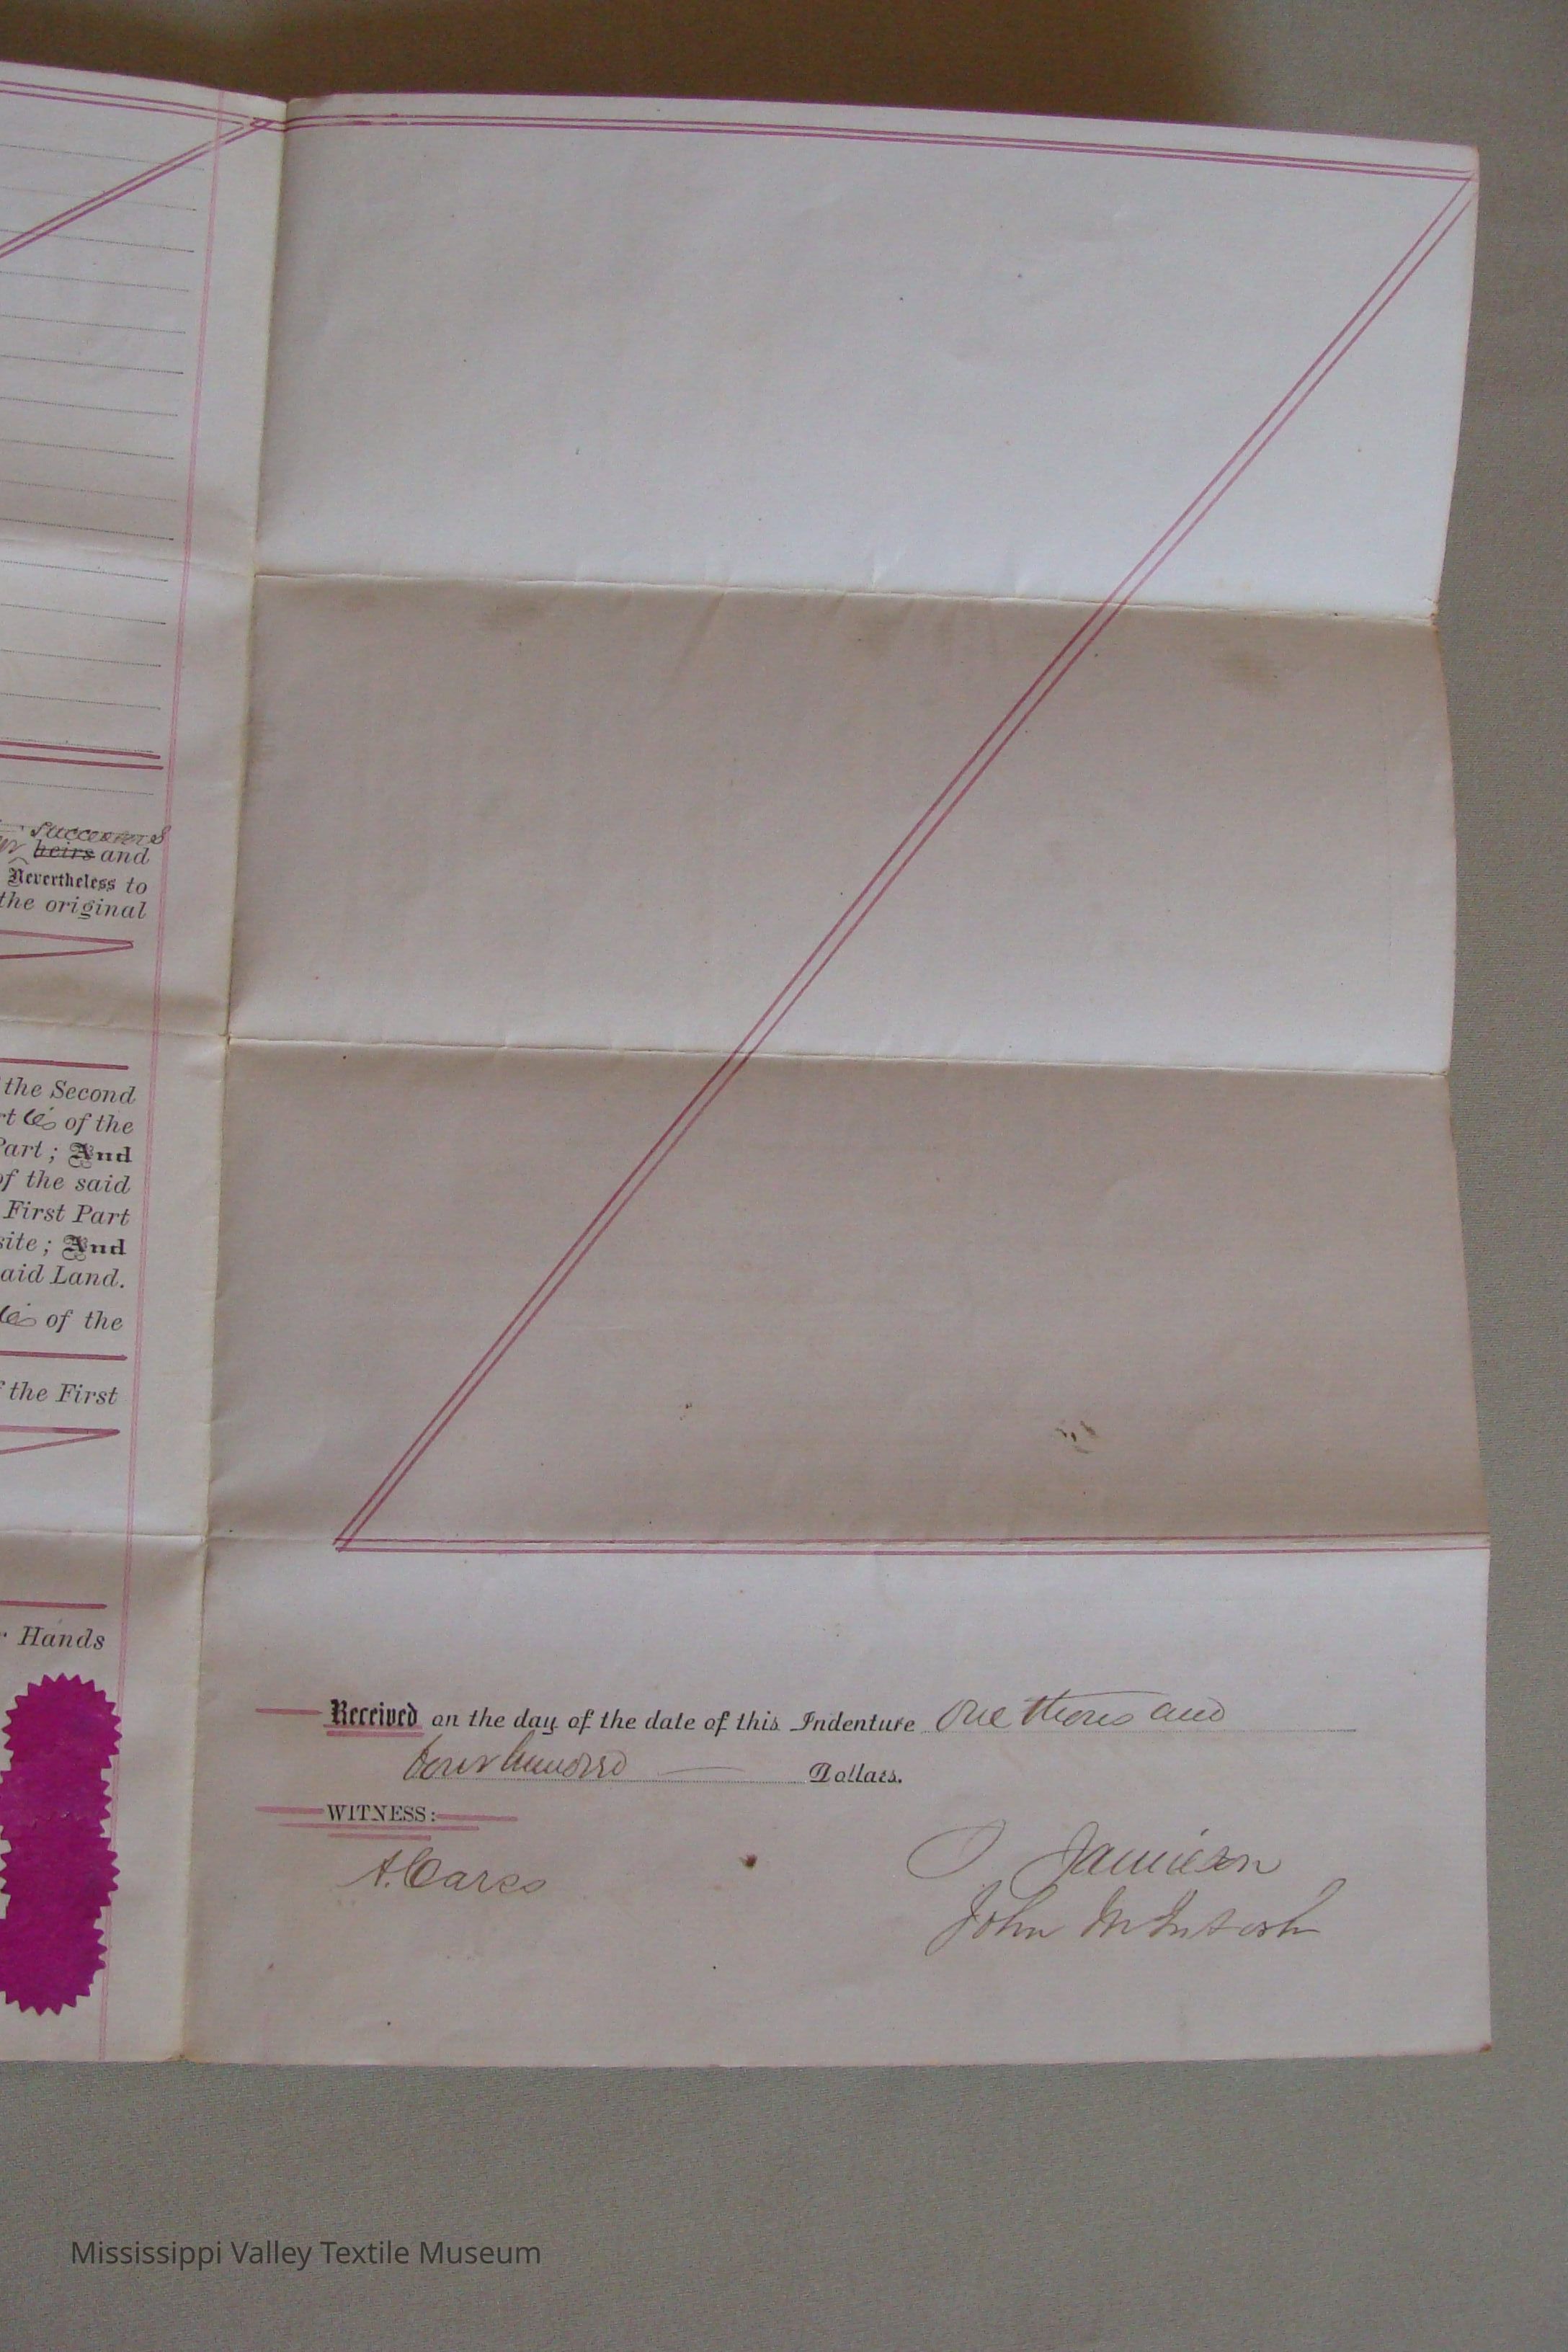 successors
heirs and
Nevertheless to
the original
the Second
of the
Part; And
of the said
First Part
site; And
said Land.
of the
the First
Hands
Received on the day of the date of this Indenture One thousand
four hundred Dollars.
WITNESS:
Jamieson
John McIntosh
Mississippi Valley Textile Museum